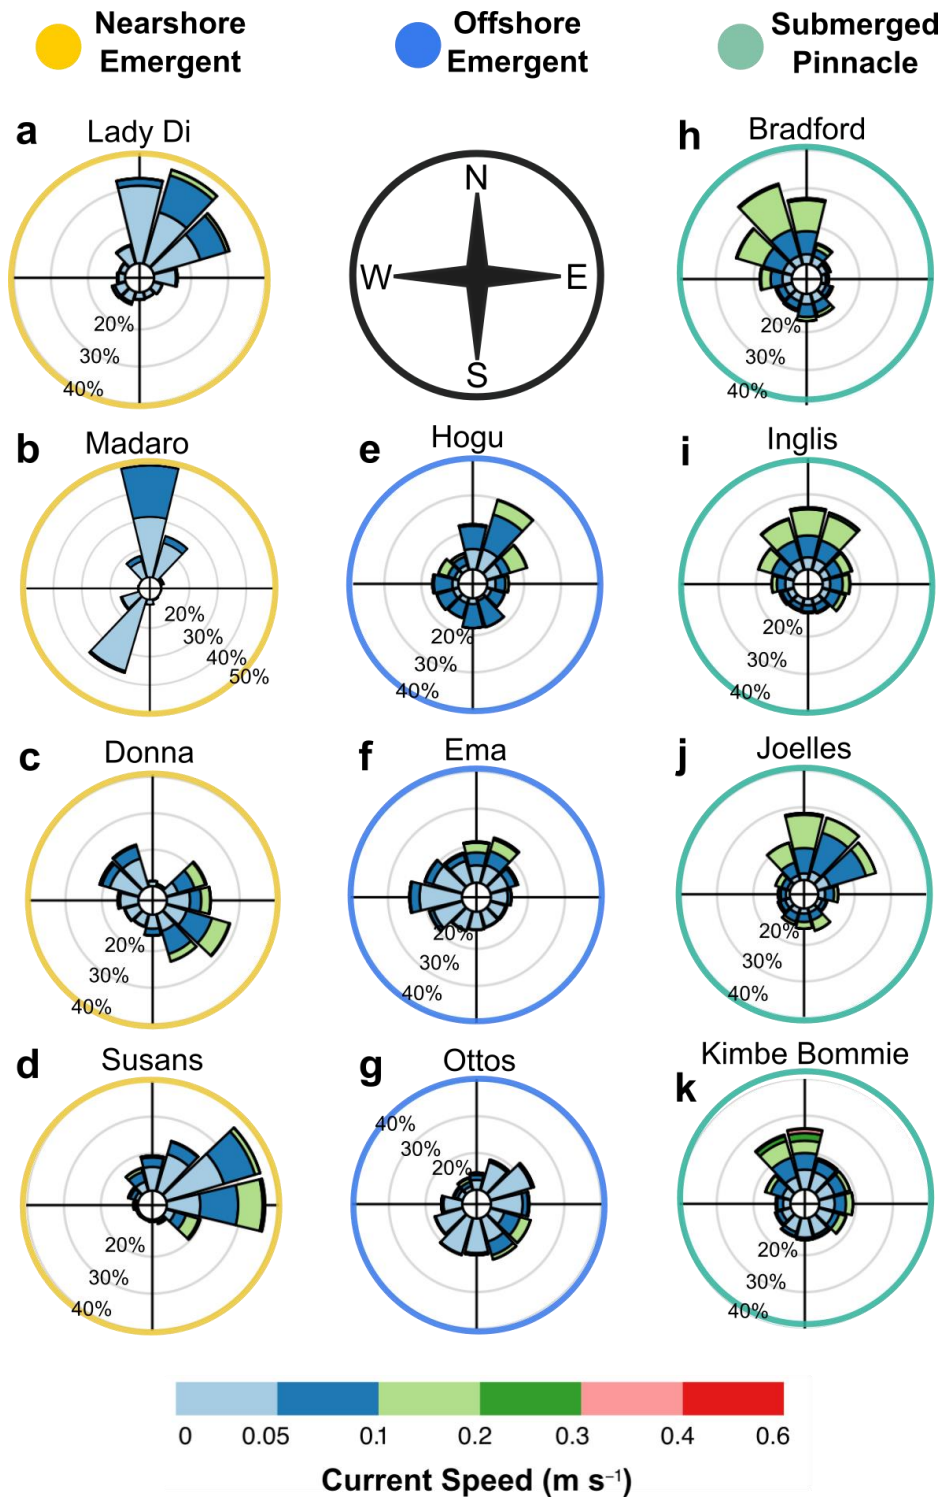 Nearshore
Emergent
Offshore
Emergent
Submerged
Pinnacle
a
Lady Di
20%
30%
40%
N
W
E
S
h
Bradford
20%
30%
40%
b
Madaro
20%
30%
40%
50%
e
Hogu
20%
30%
40%
i
Inglis
20%
30%
40%
c
Donna
20%
30%
40%
f
Ema
20%
30%
40%
j
Joelles
20%
30%
40%
d
Susans
20%
30%
40%
g
Ottos
40%
30%
20%
k
Kimbe Bommie
20%
30%
40%
0 0.05 0.1 0.2 0.3 0.4 0.6
Current Speed (m s⁻¹)